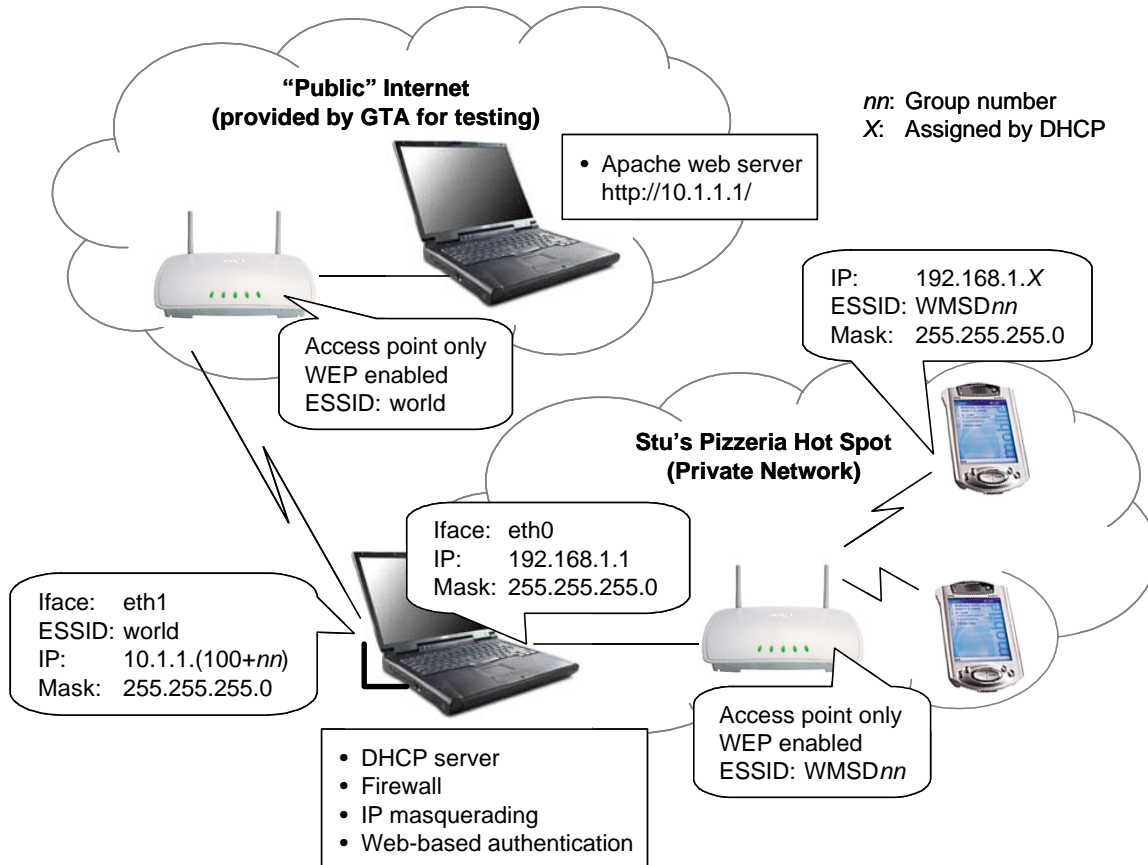 “Public” Internet
(provided by GTA for testing)
nn: Group number
X: Assigned by DHCP
• Apache web server
http://10.1.1.1/
IP: 192.168.1.X
ESSID: WMSDnn
Mask: 255.255.255.0
Access point only
WEP enabled
ESSID: world
Stu’s Pizzeria Hot Spot
(Private Network)
Iface: eth0
IP: 192.168.1.1
Mask: 255.255.255.0
Iface: eth1
ESSID: world
IP: 10.1.1.(100+nn)
Mask: 255.255.255.0
Access point only
WEP enabled
ESSID: WMSDnn
• DHCP server
• Firewall
• IP masquerading
• Web-based authentication